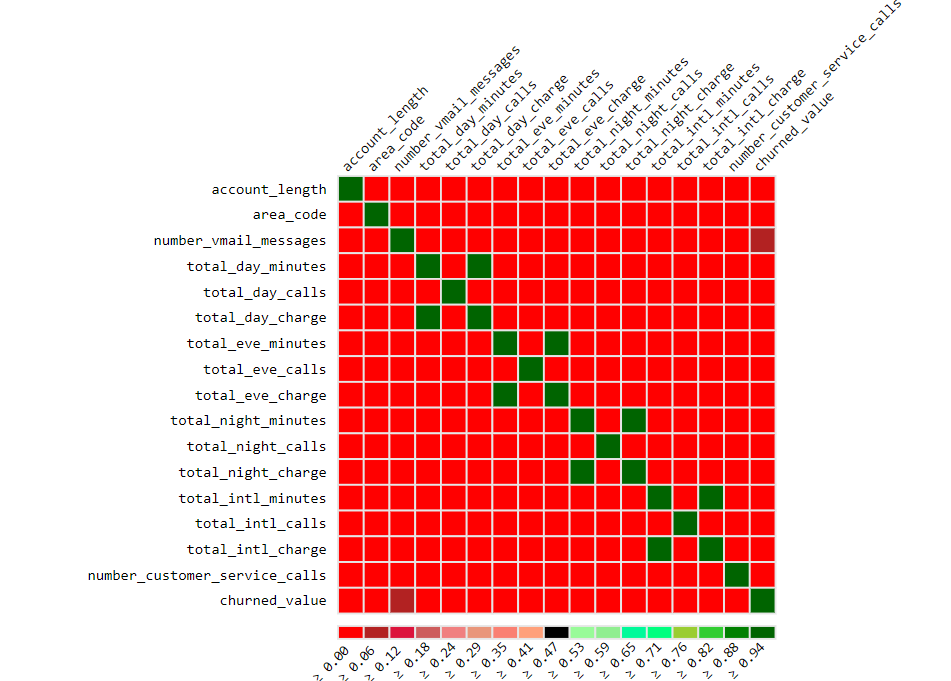 account_length
area_code
number_vmail_messages
total_day_minutes
total_day_calls
total_day_charge
total_eve_minutes
total_eve_calls
total_eve_charge
total_night_minutes
total_night_calls
total_night_charge
total_intl_minutes
total_intl_calls
total_intl_charge
number_customer_service_calls
churned_value
account_length
area_code
number_vmail_messages
total_day_minutes
total_day_calls
total_day_charge
total_eve_minutes
total_eve_calls
total_eve_charge
total_night_minutes
total_night_calls
total_night_charge
total_intl_minutes
total_intl_calls
total_intl_charge
number_customer_service_calls
churned_value
≥ 0.00
≥ 0.06
≥ 0.12
≥ 0.18
≥ 0.24
≥ 0.29
≥ 0.35
≥ 0.41
≥ 0.47
≥ 0.53
≥ 0.59
≥ 0.65
≥ 0.71
≥ 0.76
≥ 0.82
≥ 0.88
≥ 0.94